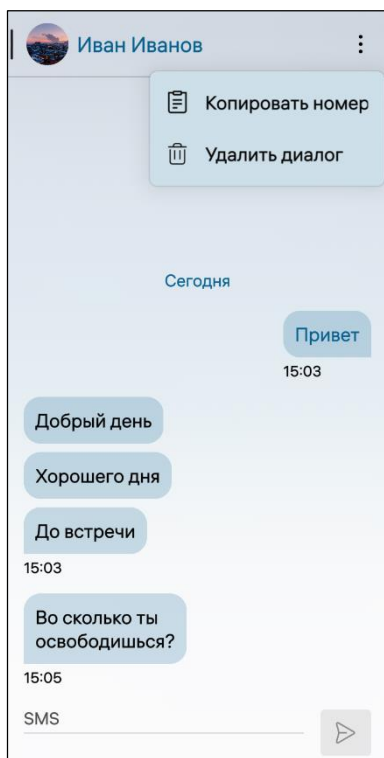 Иван Иванов
Копировать номер
Удалить диалог
Сегодня
Привет
15:03
Добрый день
Хорошего дня
До встречи
15:03
Во сколько ты
освободишься?
15:05
SMS